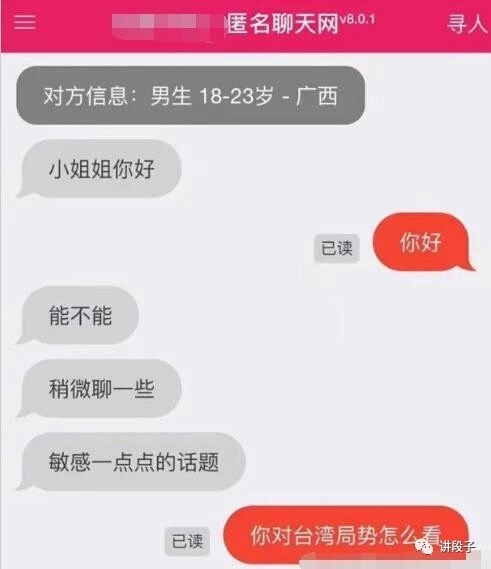 匿名聊天网v8.0.1
寻人
对方信息：男生 18-23岁 - 广西
小姐姐你好
你好
已读
能不能
稍微聊一些
敏感一点点的话题
你对台湾局势怎么看
已读
讲段子